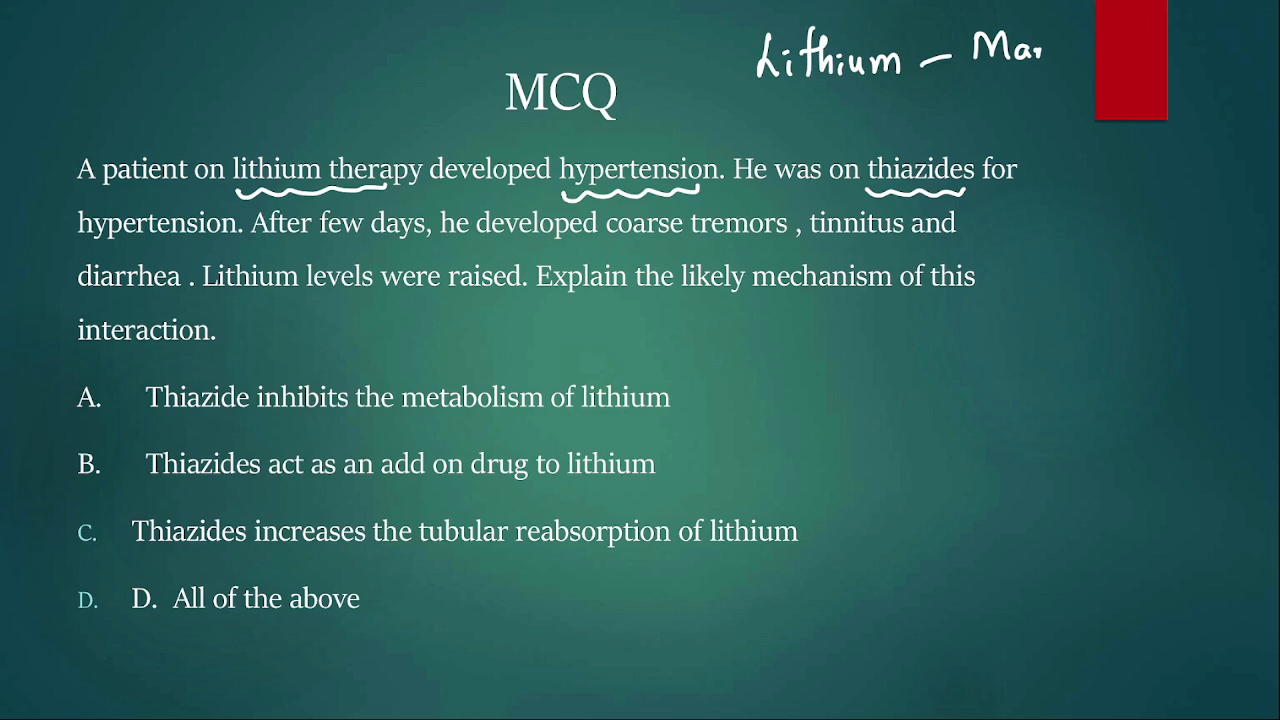 Lithium –
MCQ
A patient on lithium therapy developed hypertension. He was on thiazides for
hypertension. After few days, he developed coarse tremors , tinnitus and
diarrhea . Lithium levels were raised. Explain the likely mechanism of this
interaction.
A. Thiazide inhibits the metabolism of lithium
B. Thiazides act as an add on drug to lithium
C. Thiazides increases the tubular reabsorption of lithium
D. D. All of the above